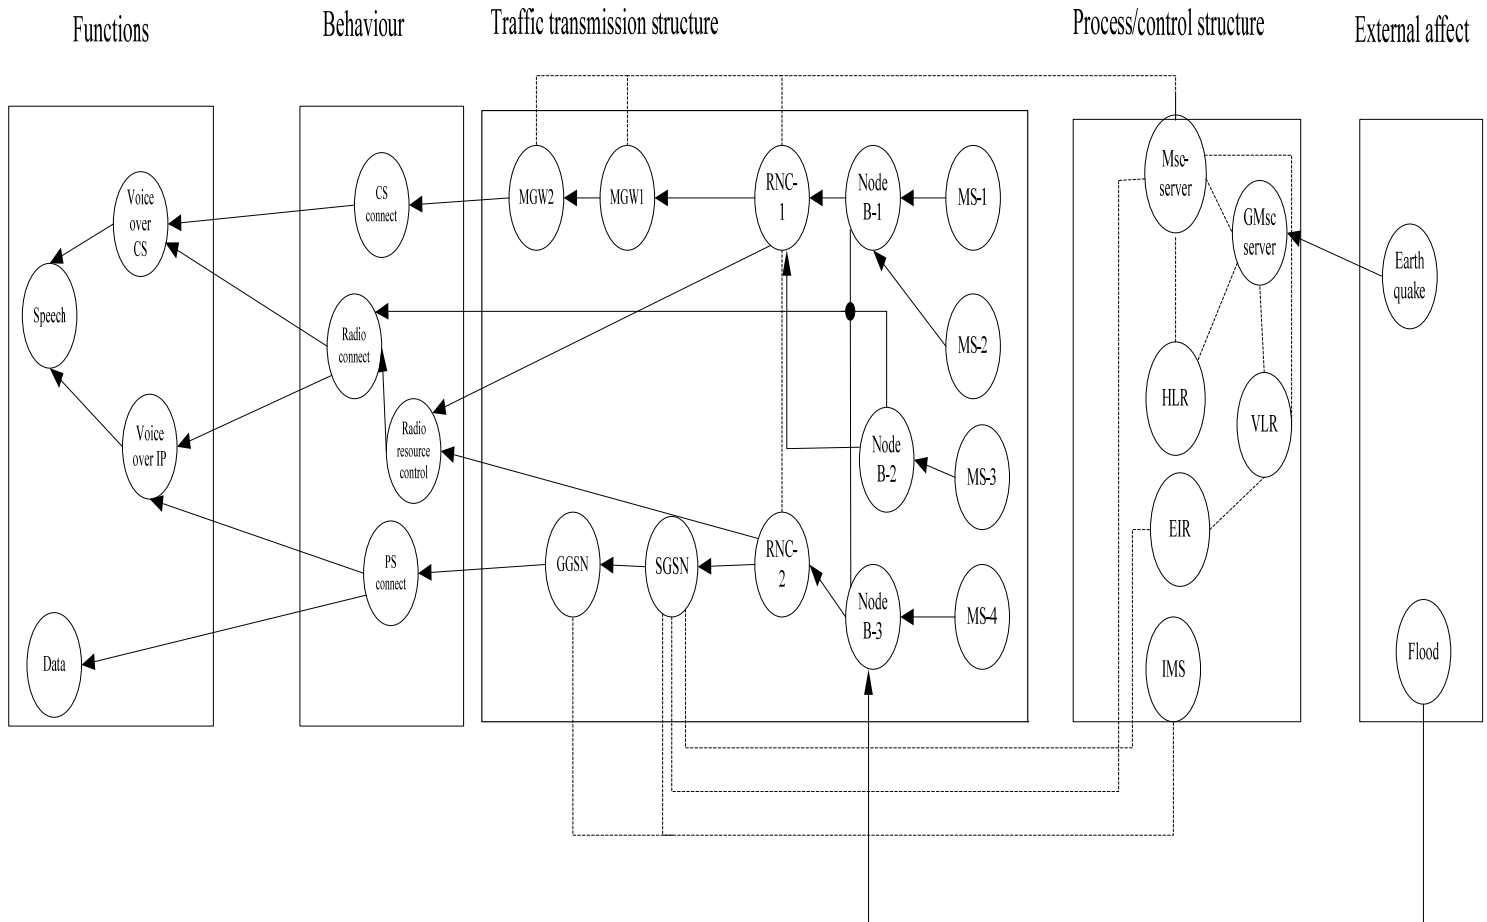 Functions
Behaviour
Traffic transmission structure
Process/control structure
External affect
Voice
over
CS
Speech
Voice
over IP
Data
CS
connect
Radio
connect
Radio
resource
control
PS
connect
MGW2
MGW1
RNC-
1
Node
B-1
MS-1
MS-2
Node
B-2
MS-3
GGSN
SGSN
RNC-
2
Node
B-3
MS-4
Msc-
server
GMsc
server
HLR
VLR
EIR
IMS
Earth
quake
Flood